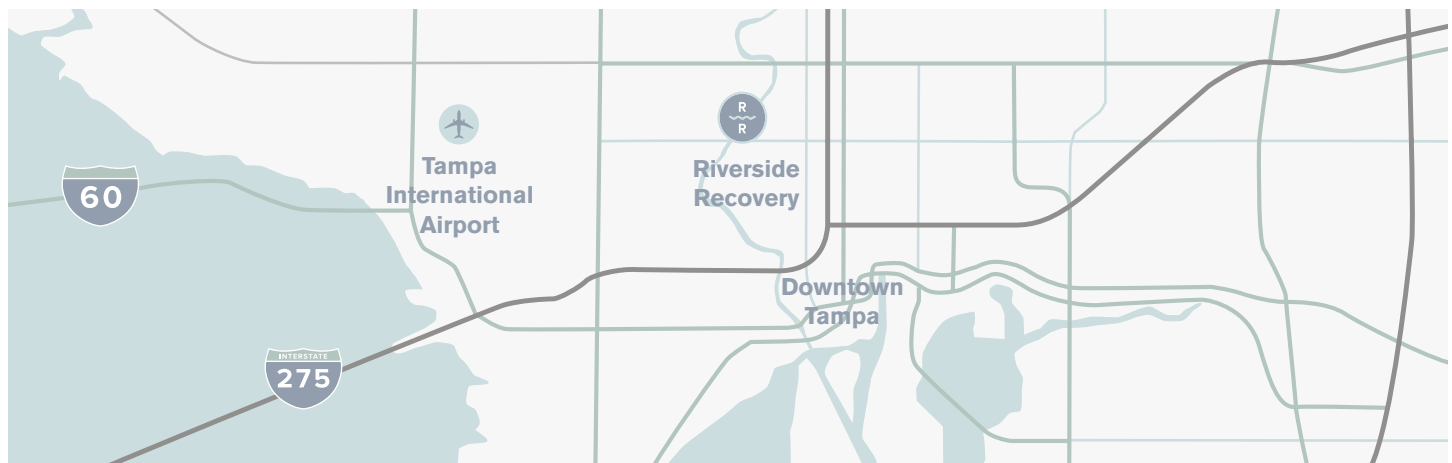 R
R
Tampa
International
Airport
Riverside
Recovery
60
Downtown
Tampa
INTERSTATE
275